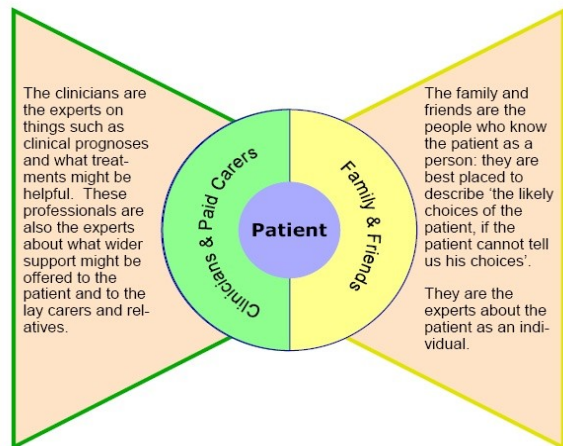 The clinicians are
the experts on
things such as
clinical prognoses
and what treat-
ments might be
helpful. These
professionals are
also the experts
about what wider
support might be
offered to the
patient and to the
lay carers and rel-
atives.
Clinicians & Paid Carers
Patient
Family & Friends
The family and
friends are the
people who know
the patient as a
person: they are
best placed to
describe ‘the likely
choices of the
patient, if the
patient cannot tell
us his choices’.
They are the
experts about the
patient as an indi-
vidual.